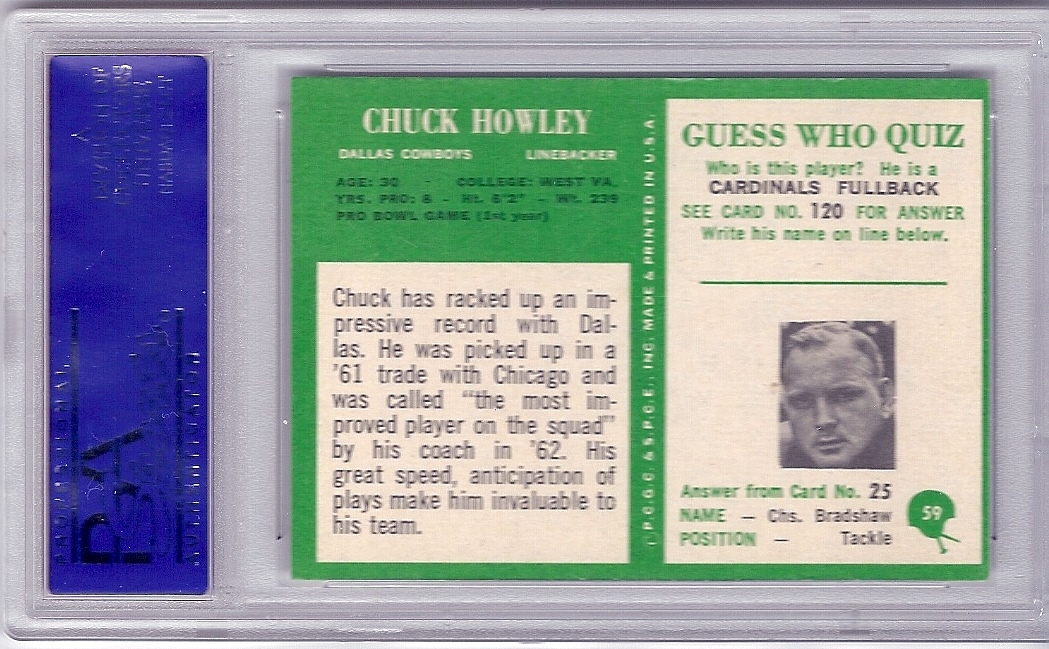 CHUCK HOWLEY
DALLAS COWBOYS LINEBACKER
AGE: 30 - COLLEGE: WEST VA.
YRS. PRO: 8 - Ht. 6'2" - Wt. 239
PRO BOWL GAME (1st year)
Chuck has racked up an im-
pressive record with Dal-
las. He was picked up in a
'61 trade with Chicago and
was called "the most im-
proved player on the squad"
by his coach in '62. His
great speed, anticipation of
plays make him invaluable to
his team.
© P.C.G.C. & S.P.C.E., INC. MADE & PRINTED IN U.S.A.
GUESS WHO QUIZ
Who is this player? He is a
CARDINALS FULLBACK
SEE CARD NO. 120 FOR ANSWER
Write his name on line below.
Answer from Card No. 25
NAME — Chs. Bradshaw
POSITION — Tackle
59
PSA